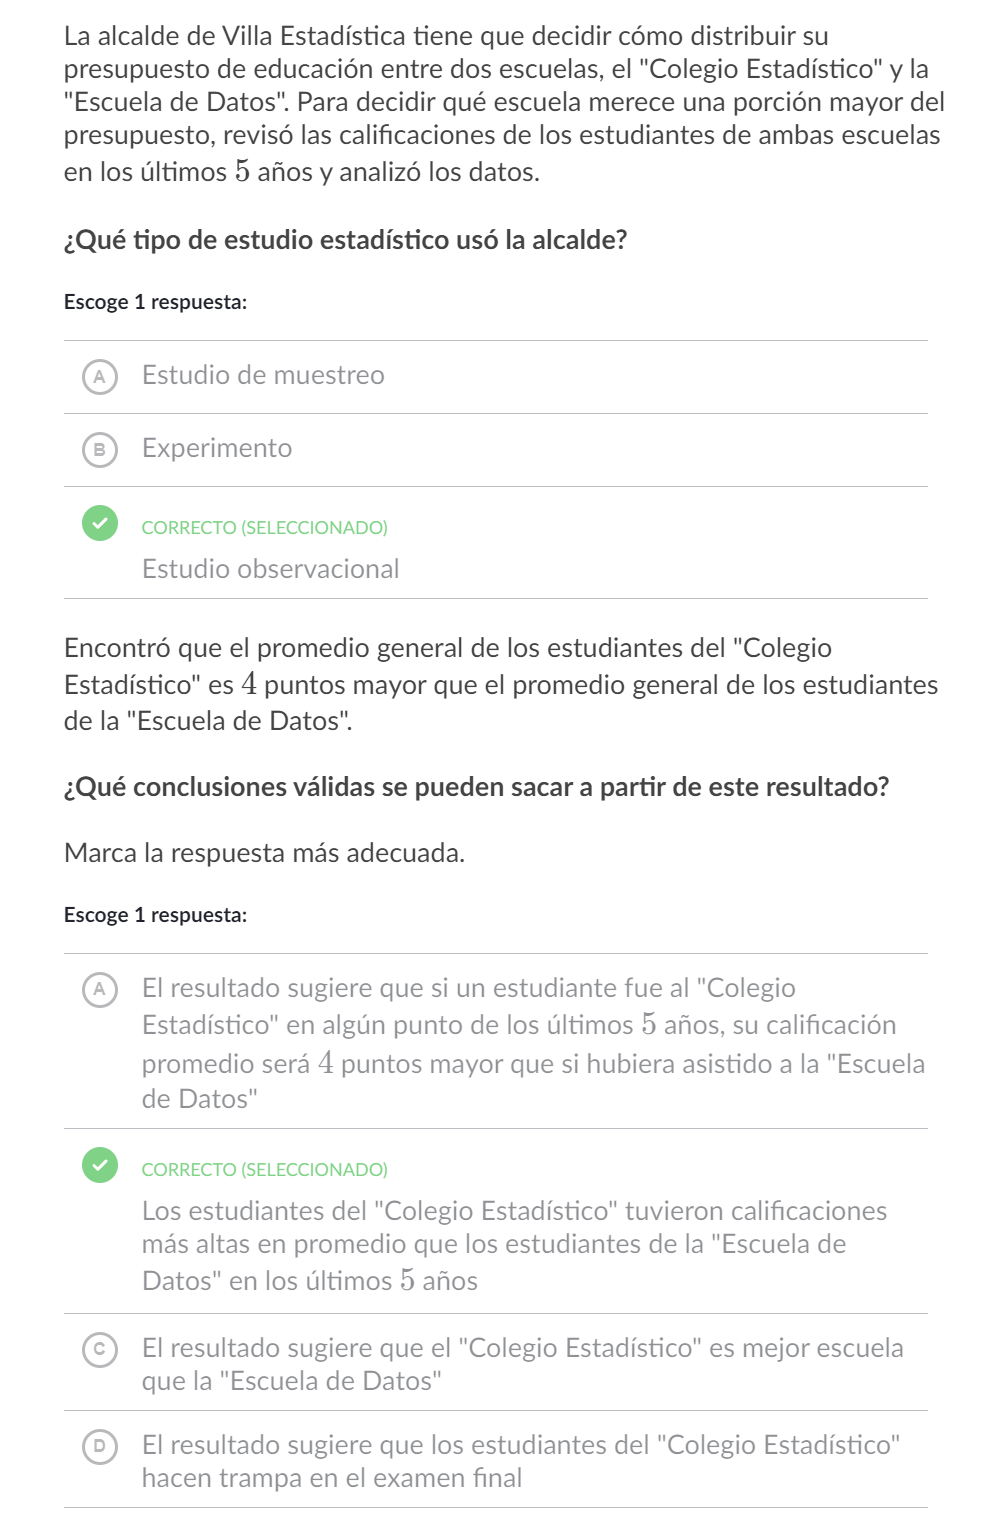 La alcalde de Villa Estadística tiene que decidir cómo distribuir su
presupuesto de educación entre dos escuelas, el "Colegio Estadístico" y la
"Escuela de Datos". Para decidir qué escuela merece una porción mayor del
presupuesto, revisó las calificaciones de los estudiantes de ambas escuelas
en los últimos 5 años y analizó los datos.
¿Qué tipo de estudio estadístico usó la alcalde?
Escoge 1 respuesta:
A Estudio de muestreo
B Experimento
CORRECTO (SELECCIONADO)
Estudio observacional
Encontró que el promedio general de los estudiantes del "Colegio
Estadístico" es 4 puntos mayor que el promedio general de los estudiantes
de la "Escuela de Datos".
¿Qué conclusiones válidas se pueden sacar a partir de este resultado?
Marca la respuesta más adecuada.
Escoge 1 respuesta:
A El resultado sugiere que si un estudiante fue al "Colegio
Estadístico" en algún punto de los últimos 5 años, su calificación
promedio será 4 puntos mayor que si hubiera asistido a la "Escuela
de Datos"
CORRECTO (SELECCIONADO)
Los estudiantes del "Colegio Estadístico" tuvieron calificaciones
más altas en promedio que los estudiantes de la "Escuela de
Datos" en los últimos 5 años
C El resultado sugiere que el "Colegio Estadístico" es mejor escuela
que la "Escuela de Datos"
D El resultado sugiere que los estudiantes del "Colegio Estadístico"
hacen trampa en el examen final